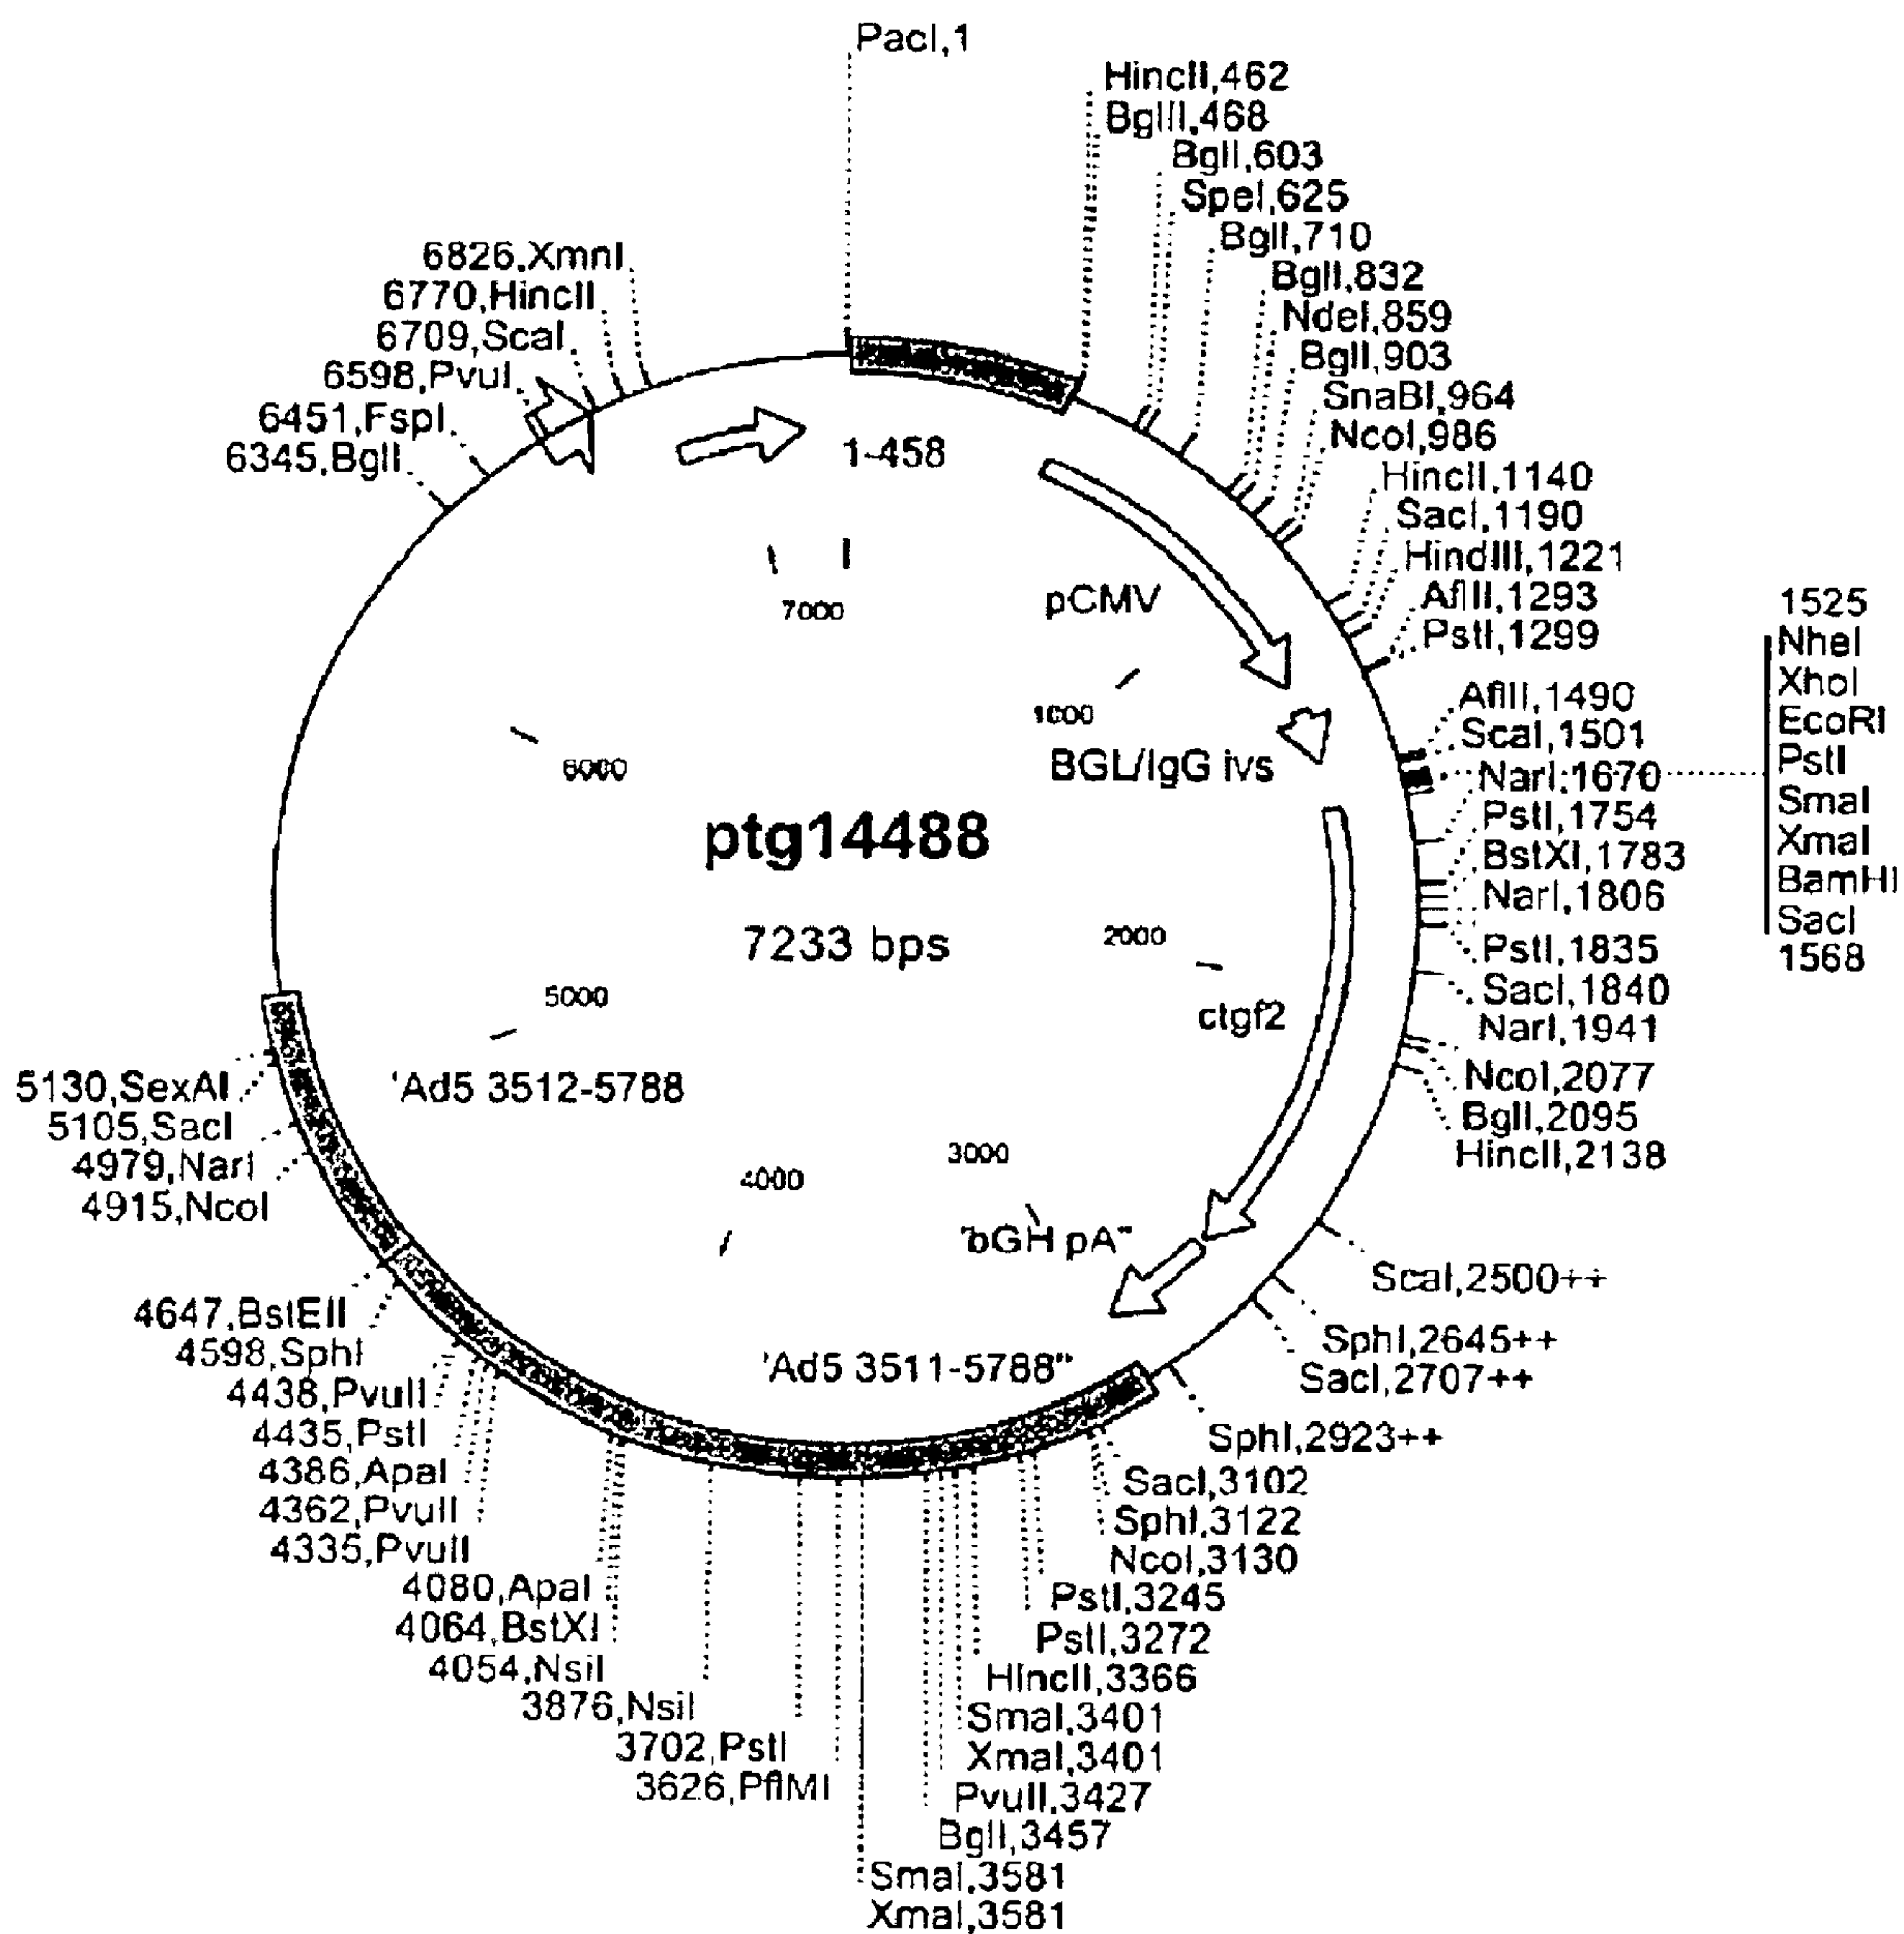 PacI,1
HincII,462
BglII,468
BglI,603
SpeI,625
BglI,710
BglI,832
NdeI,859
BglI,903
SnaBI,964
NcoI,986
HincII,1140
SacI,1190
HindIII,1221
AflII,1293
PstI,1299
AflII,1490
ScaI,1501
NarI,1670
PstI,1754
BstXI,1783
NarI,1806
PstI,1835
SacI,1840
NarI,1941
NcoI,2077
BglI,2095
HincII,2138
1525
NheI
XhoI
EcoRI
PstI
SmaI
XmaI
BamHI
SacI
1568
ScaI,2500++
SphI,2645++
SacI,2707++
SphI,2923++
SacI,3102
SphI,3122
NcoI,3130
PstI,3245
PstI,3272
HincII,3366
SmaI,3401
XmaI,3401
PvuII,3427
BglI,3457
SmaI,3581
XmaI,3581
3626,PflMI
3702,PstI
3876,NsiI
4054,NsiI
4064,BstXI
4080,ApaI
4335,PvuII
4362,PvuII
4386,ApaI
4435,PstI
4438,PvuII
4598,SphI
4647,BstEII
4915,NcoI
4979,NarI
5105,SacI
5130,SexAI
6345,BglI
6451,FspI
6598,PvuI
6709,ScaI
6770,HincII
6826,XmnI
1-458
pCMV
BGL/IgG ivs
ctgf2
"bGH pA"
'Ad5 3511-5788"
'Ad5 3512-5788
1000
2000
3000
4000
5000
6000
7000
ptg14488
7233 bps